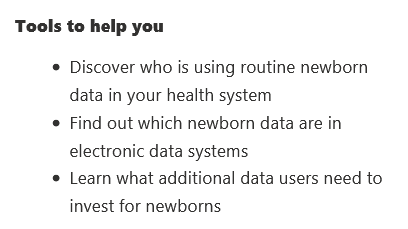 Tools to help you
• Discover who is using routine newborn
data in your health system
• Find out which newborn data are in
electronic data systems
• Learn what additional data users need to
invest for newborns